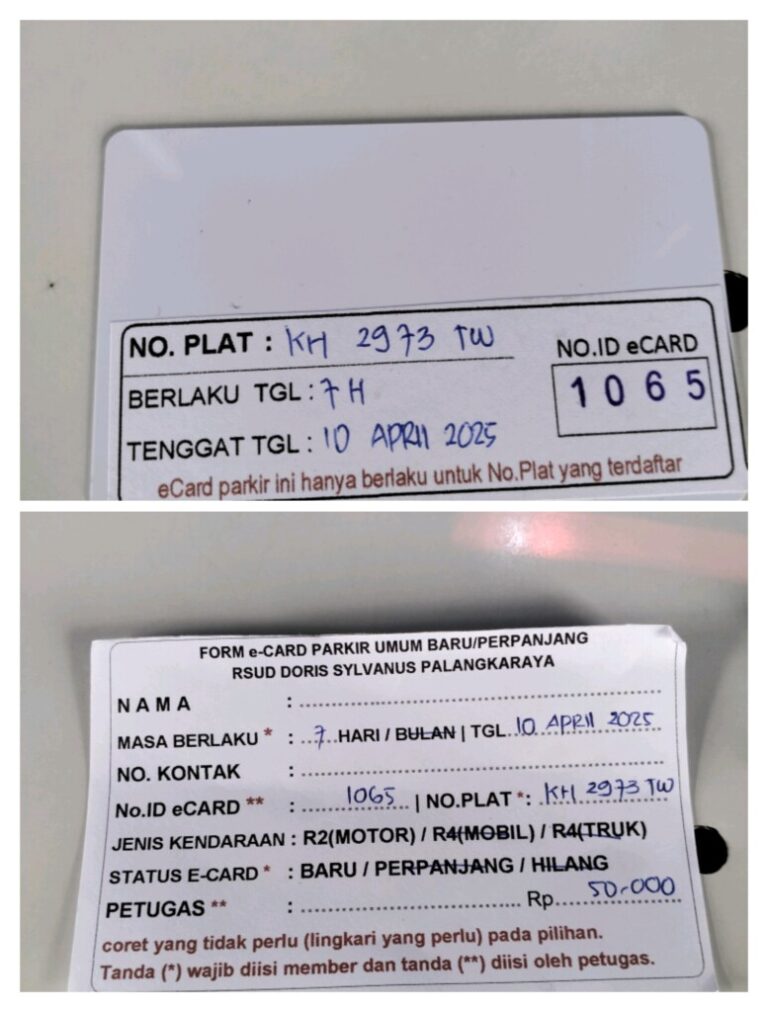 NO. PLAT : KH 2973 TW
NO.ID eCARD
1065
BERLAKU TGL : 7 H
TENGGAT TGL : 10 APRIL 2025
eCard parkir ini hanya berlaku untuk No.Plat yang terdaftar
FORM e-CARD PARKIR UMUM BARU/PERPANJANG
RSUD DORIS SYLVANUS PALANGKARAYA
NAMA : ..........
MASA BERLAKU * : ..7..HARI / BULAN | TGL..10 APRIL 2025
NO. KONTAK : ..........
No.ID eCARD ** : ......1065.... | NO.PLAT *: .KH 2973 TW
JENIS KENDARAAN : R2(MOTOR) / R4(MOBIL) / R4(TRUK)
STATUS E-CARD * : BARU / PERPANJANG / HILANG
PETUGAS ** : .......... Rp...50.000
coret yang tidak perlu (lingkari yang perlu) pada pilihan.
Tanda (*) wajib diisi member dan tanda (**) diisi oleh petugas.